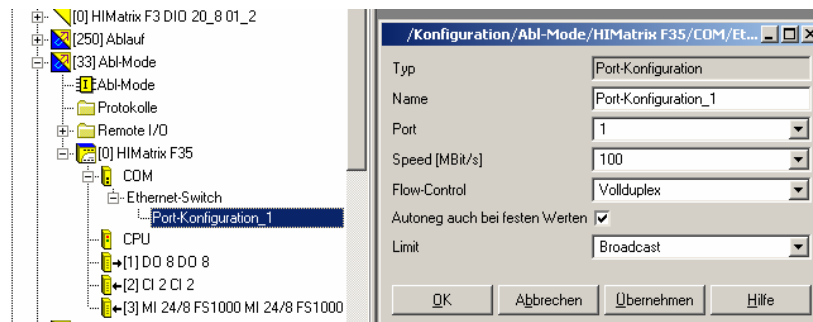 [0] HIMatrix F3 DIO 20_8 01_2
[250] Ablauf
[33] Abl-Mode
Abl-Mode
Protokolle
Remote I/O
[0] HIMatrix F35
COM
Ethernet-Switch
Port-Konfiguration_1
CPU
[1] DO 8 DO 8
[2] CI 2 CI 2
[3] MI 24/8 FS1000 MI 24/8 FS1000
/Konfiguration/Abl-Mode/HIMatrix F35/COM/Et...
Typ Port-Konfiguration
Name Port-Konfiguration_1
Port 1
Speed [MBit/s] 100
Flow-Control Vollduplex
Autoneg auch bei festen Werten
Limit Broadcast
OK Abbrechen Übernehmen Hilfe